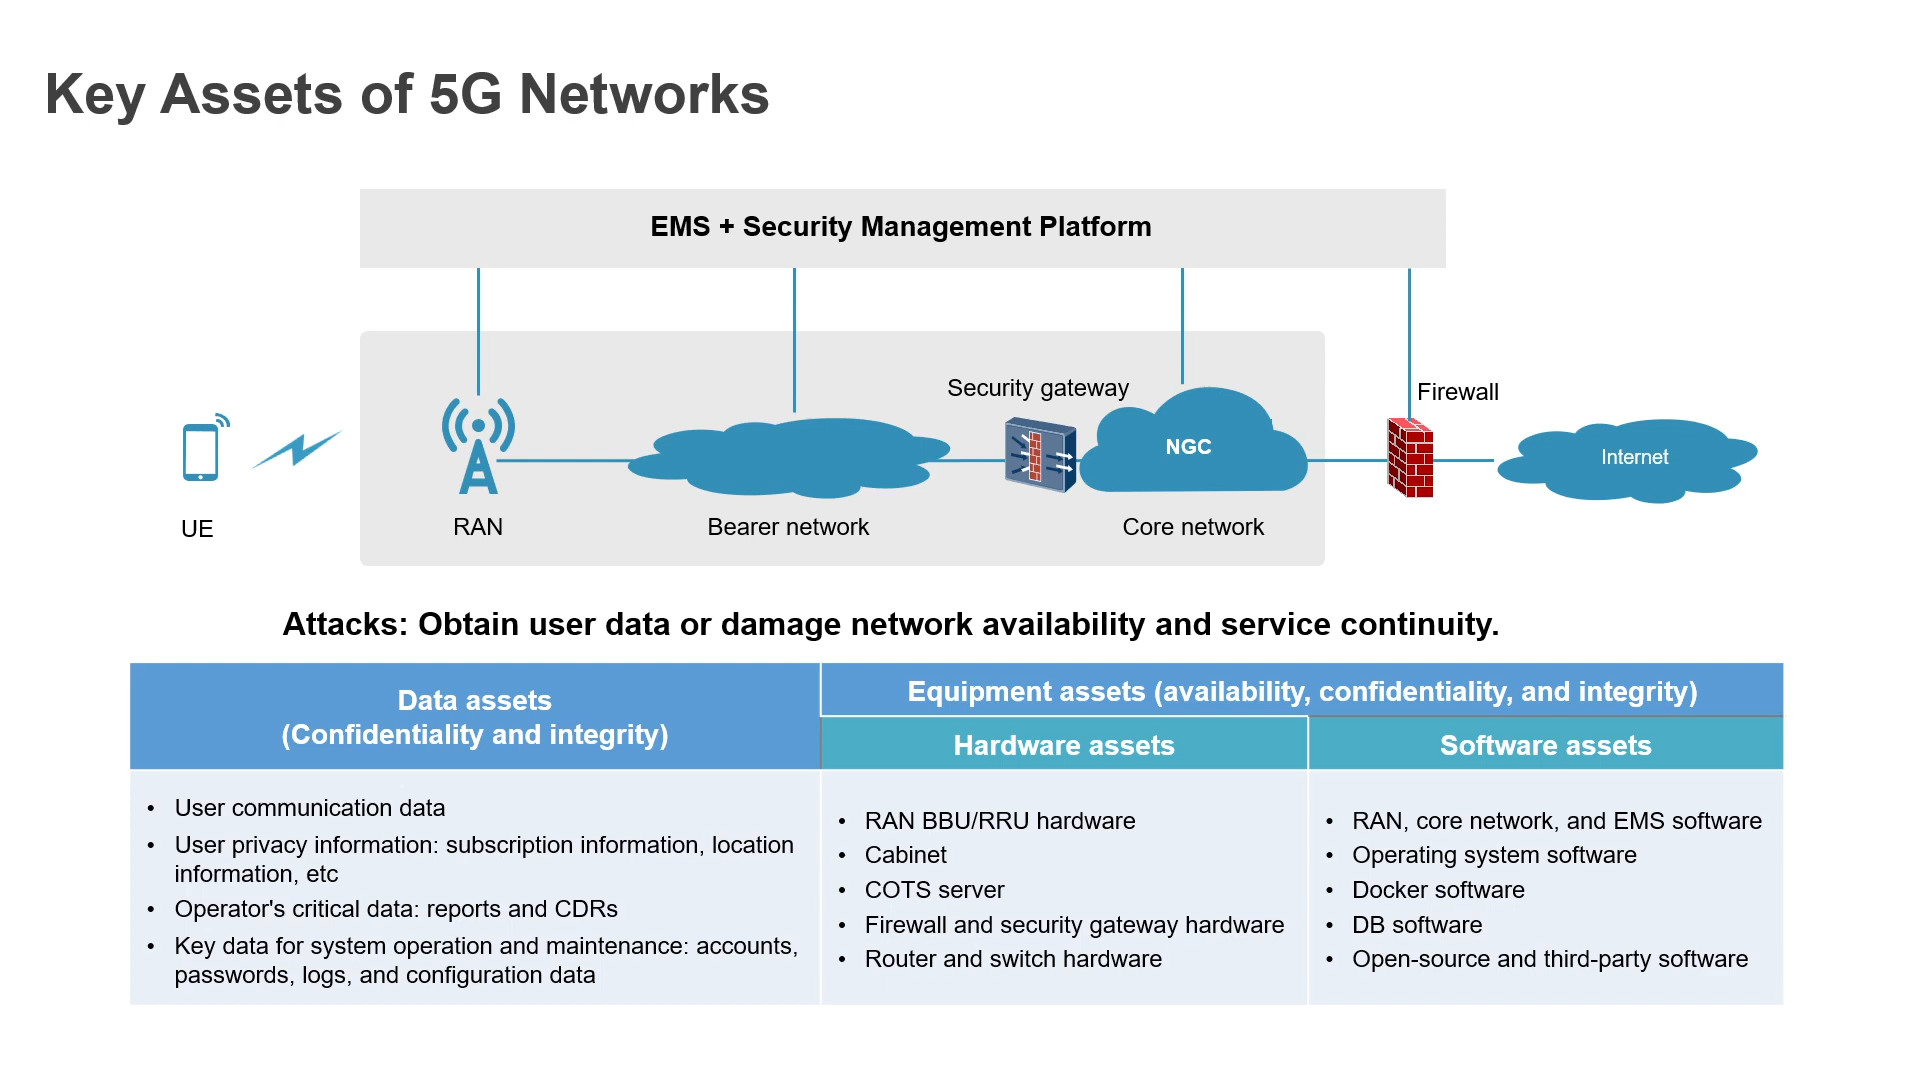 Key Assets of 5G Networks
EMS + Security Management Platform
Security gateway
Firewall
NGC
Internet
UE
RAN
Bearer network
Core network
Attacks: Obtain user data or damage network availability and service continuity.
Data assets
(Confidentiality and integrity)
Equipment assets (availability, confidentiality, and integrity)
Hardware assets
Software assets
• User communication data
• User privacy information: subscription information, location
information, etc
• Operator's critical data: reports and CDRs
• Key data for system operation and maintenance: accounts,
passwords, logs, and configuration data
• RAN BBU/RRU hardware
• Cabinet
• COTS server
• Firewall and security gateway hardware
• Router and switch hardware
• RAN, core network, and EMS software
• Operating system software
• Docker software
• DB software
• Open-source and third-party software